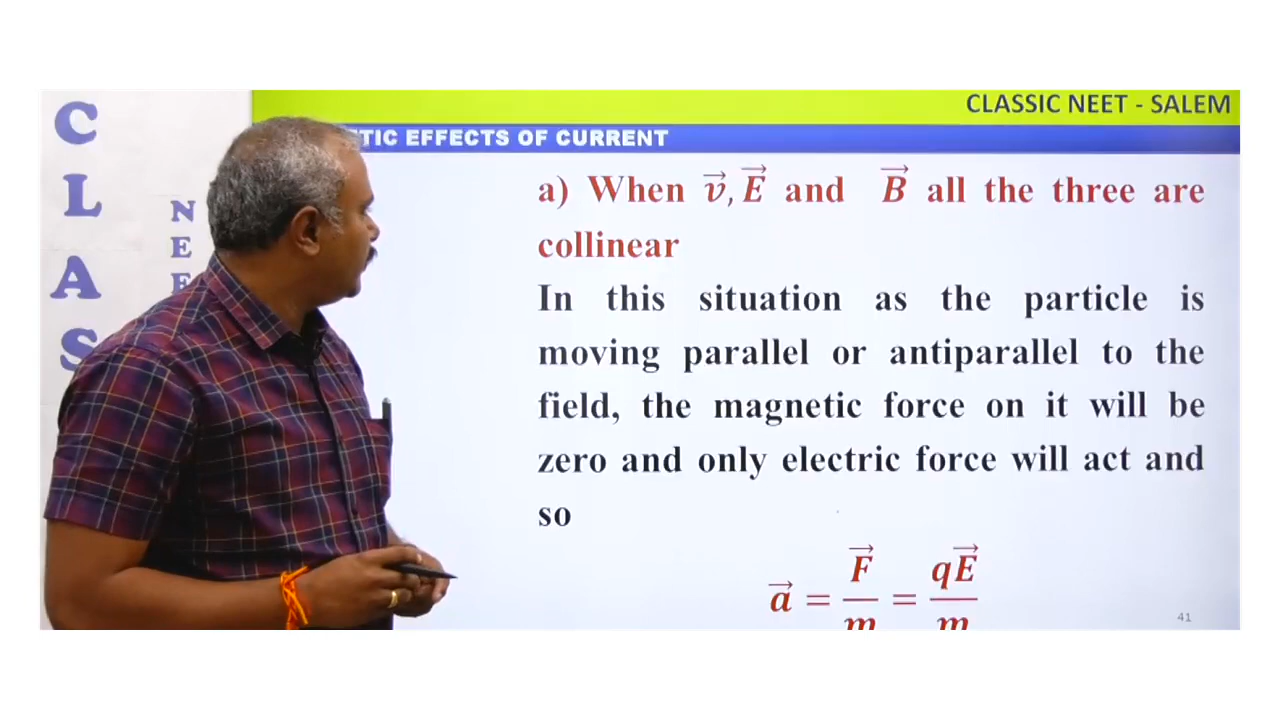 CLASSIC NEET - SALEM
C
L
A
S
N
E
E
TIC EFFECTS OF CURRENT
a) When v⃗, E⃗ and B⃗ all the three are
collinear
In this situation as the particle is
moving parallel or antiparallel to the
field, the magnetic force on it will be
zero and only electric force will act and
so
a⃗ = F⃗/m = qE⃗/m
41